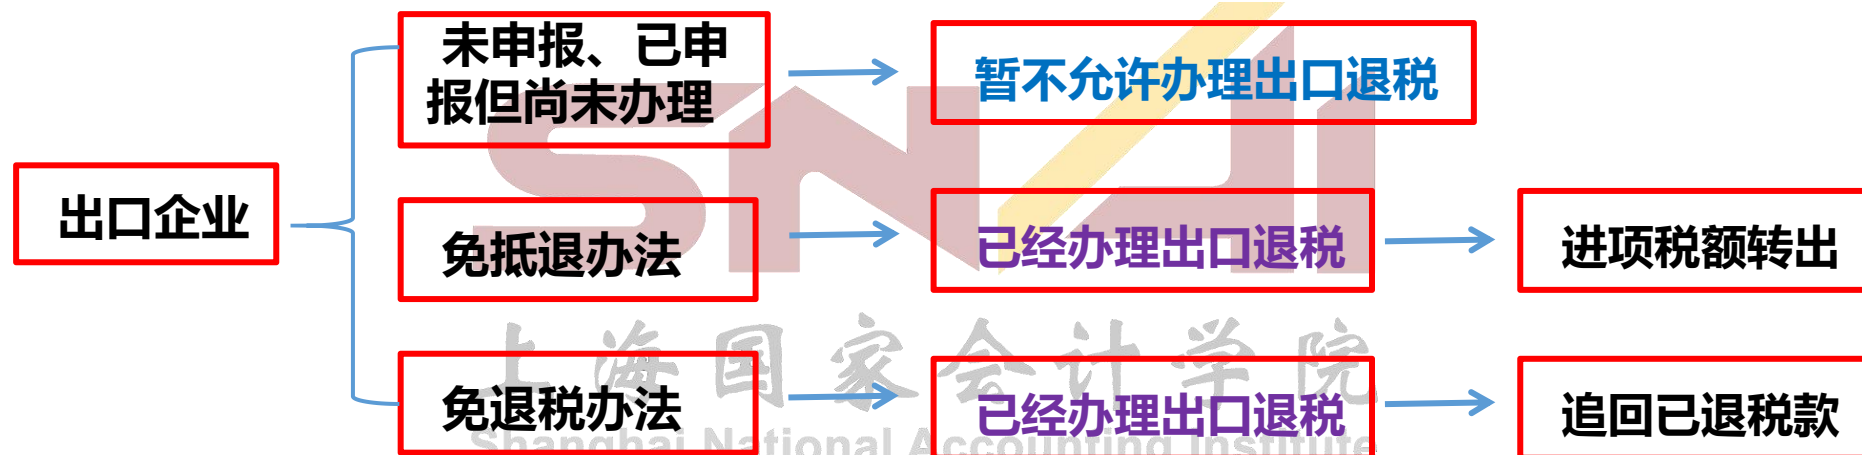 未申报、已申
报但尚未办理
暂不允许办理出口退税
出口企业
免抵退办法
已经办理出口退税
进项税额转出
上海国家会计学院
免退税办法
已经办理出口退税
追回已退税款
Shanghai National Accounting Institute
SNAI